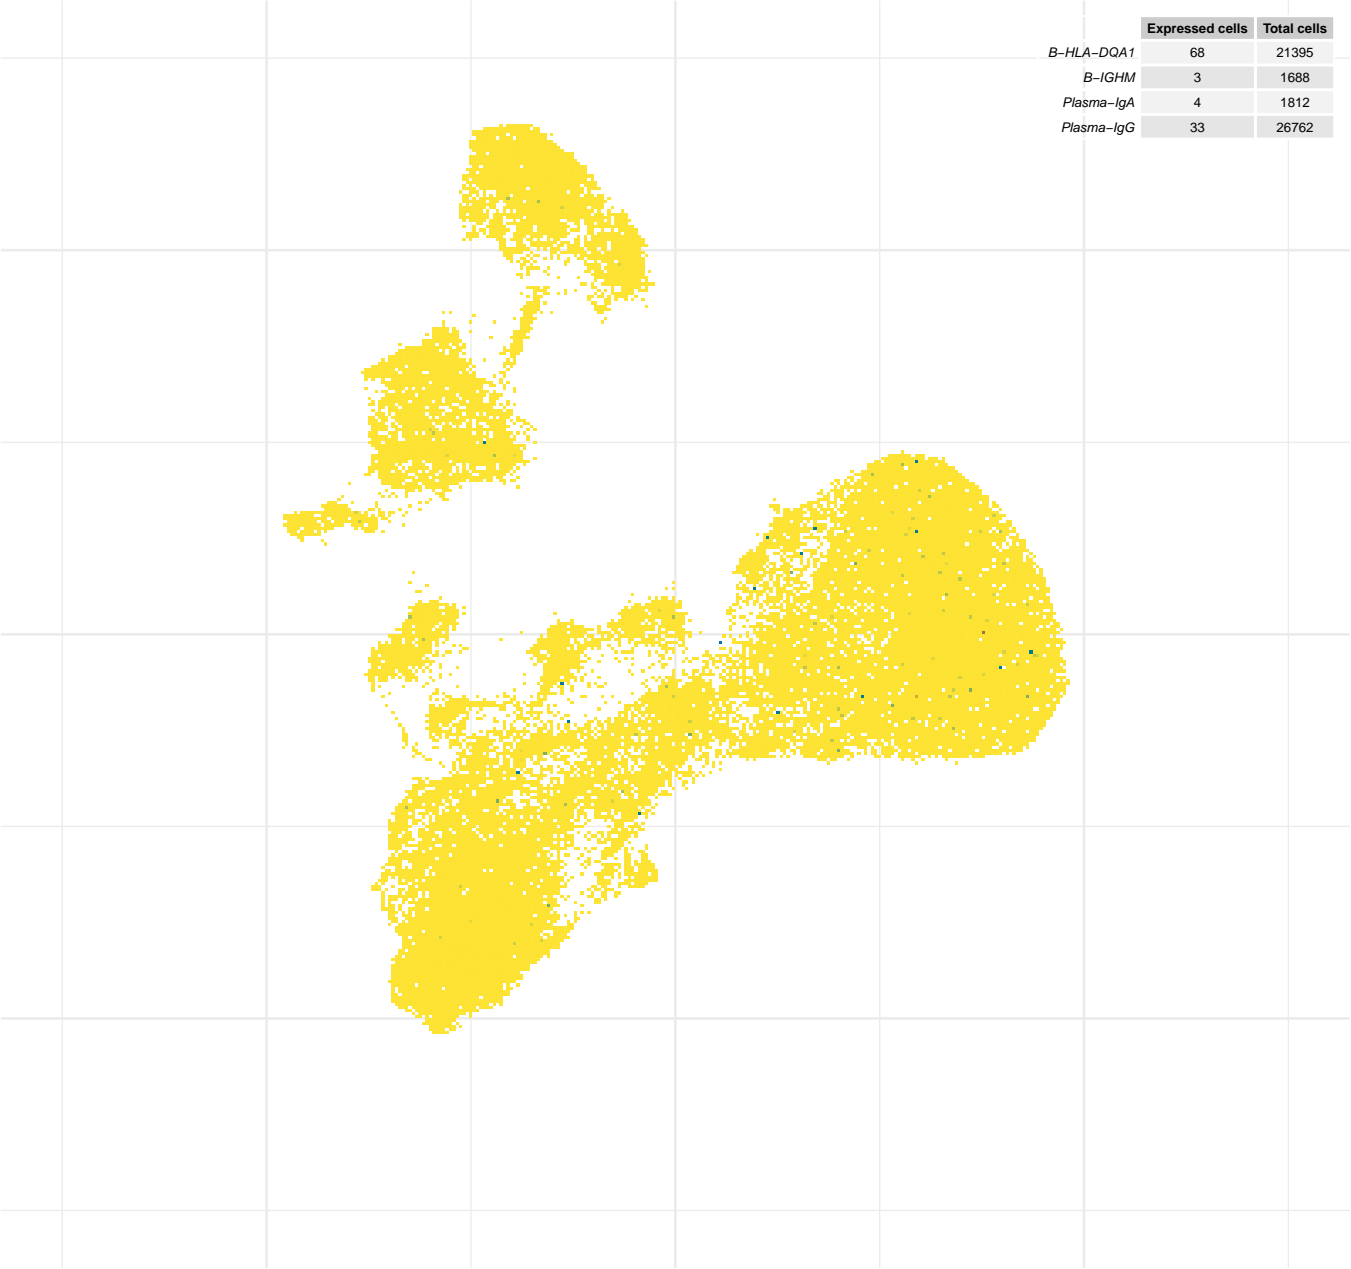 Expressed cells Total cells
B−HLA−DQA1 68 21395
B−IGHM 3 1688
Plasma−IgA 4 1812
Plasma−IgG 33 26762